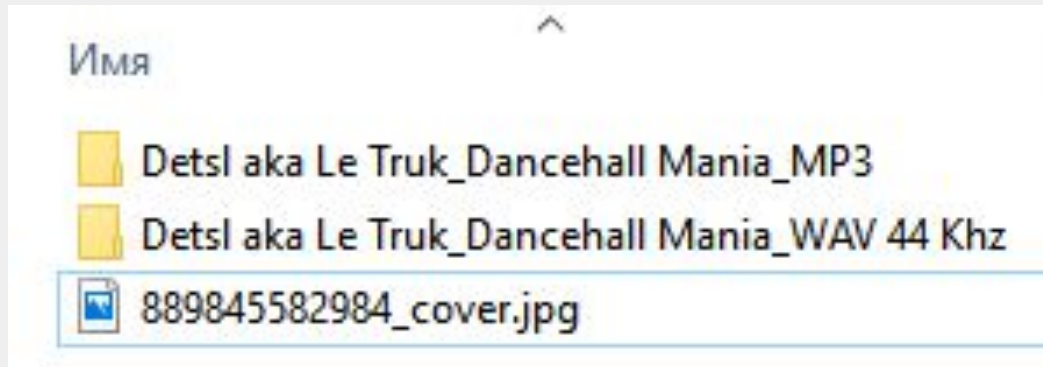 Имя
Detsl aka Le Truk_Dancehall Mania_MP3
Detsl aka Le Truk_Dancehall Mania_WAV 44 Khz
889845582984_cover.jpg